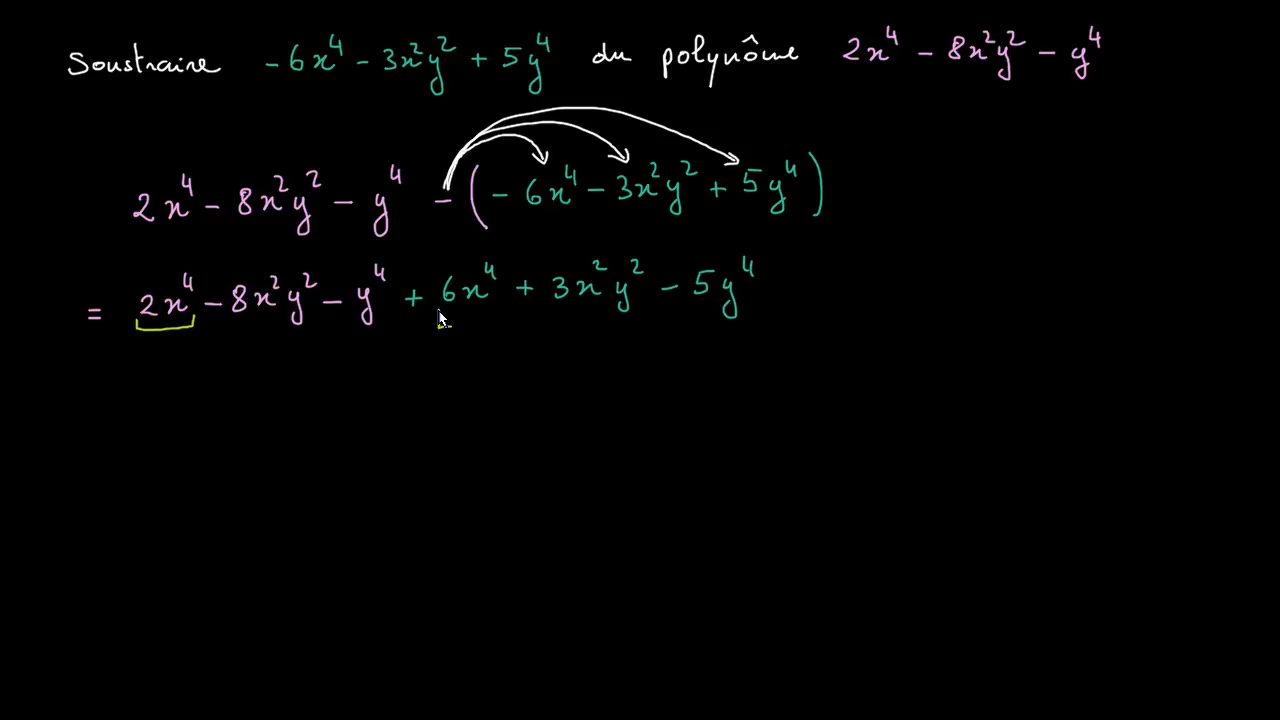 Soustraire -6x⁴ - 3x²y² + 5y⁴ du polynôme 2x⁴ - 8x²y² - y⁴
2x⁴ - 8x²y² - y⁴ - (-6x⁴ - 3x²y² + 5y⁴)
= 2x⁴ - 8x²y² - y⁴ + 6x⁴ + 3x²y² - 5y⁴